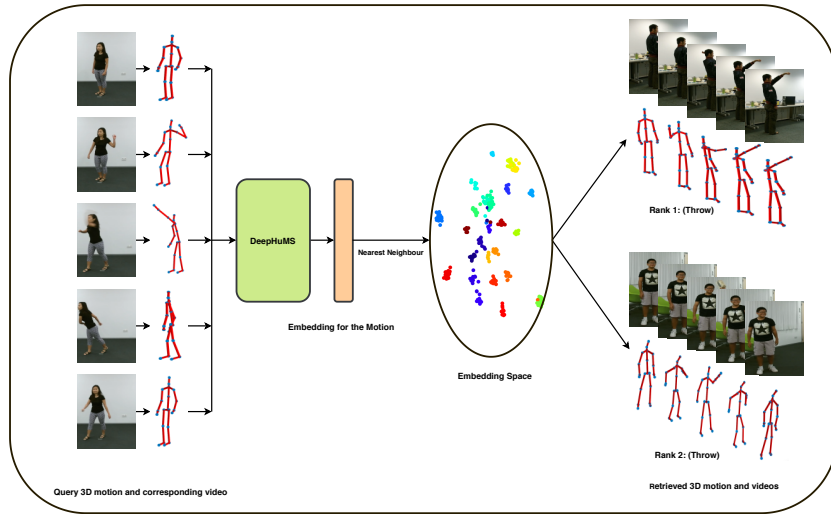 DeepHuMS
Nearest Neighbour
Embedding for the Motion
Embedding Space
Rank 1: (Throw)
Rank 2: (Throw)
Query 3D motion and corresponding video
Retrieved 3D motion and videos